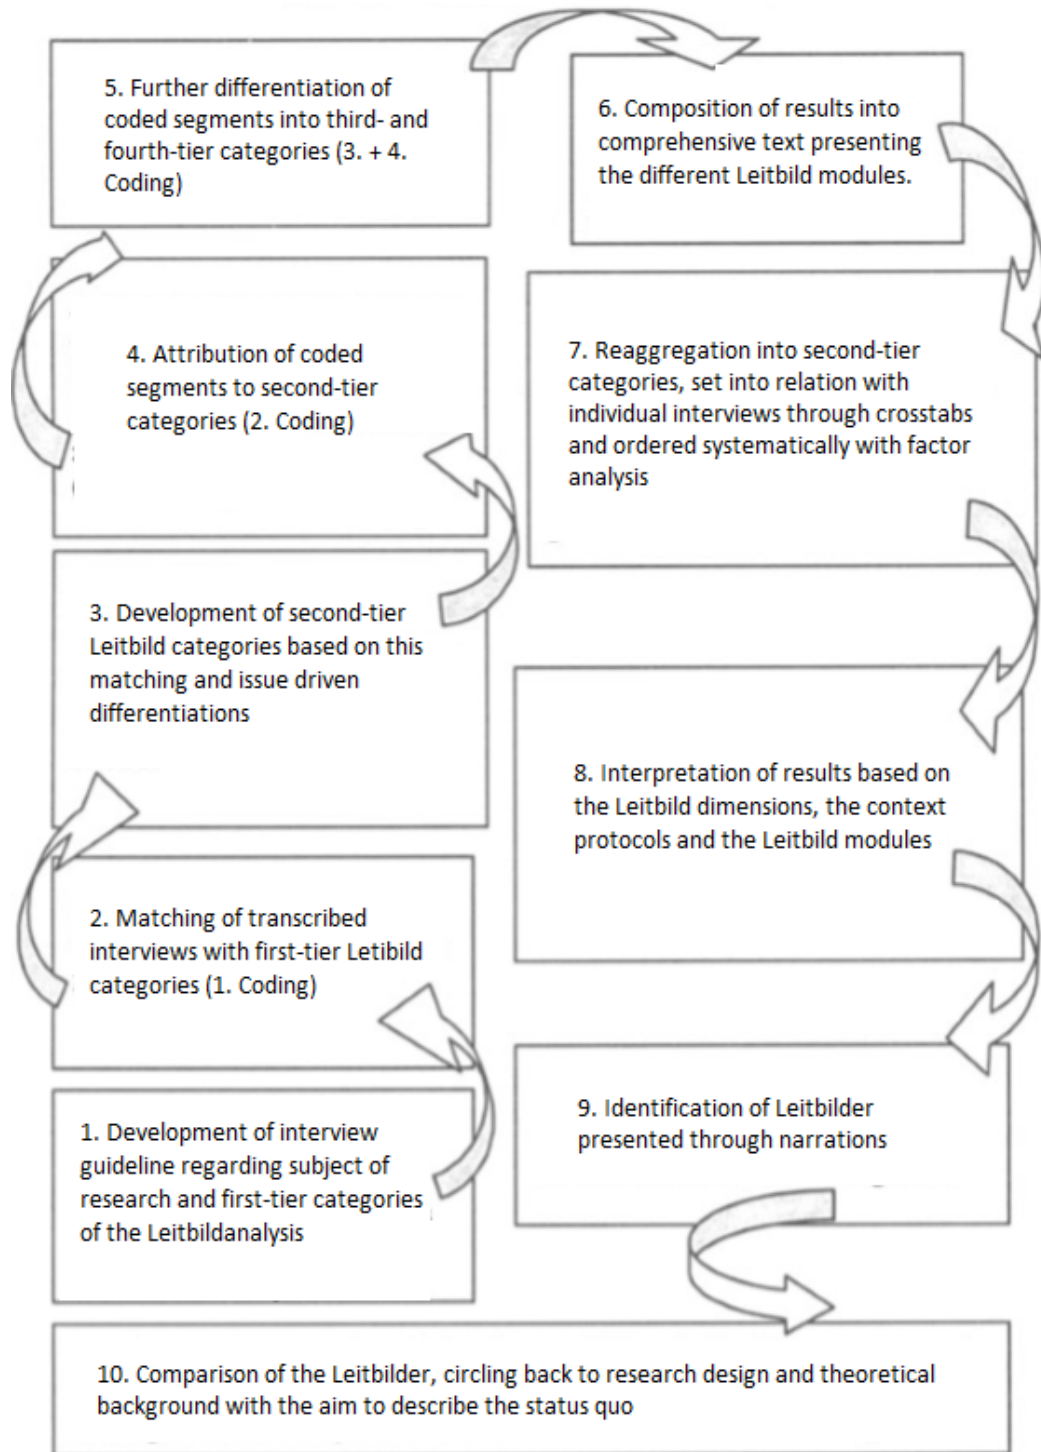 5. Further differentiation of
coded segments into third- and
fourth-tier categories (3. + 4.
Coding)
6. Composition of results into
comprehensive text presenting
the different Leitbild modules.
4. Attribution of coded
segments to second-tier
categories (2. Coding)
7. Reaggregation into second-tier
categories, set into relation with
individual interviews through crosstabs
and ordered systematically with factor
analysis
3. Development of second-tier
Leitbild categories based on this
matching and issue driven
differentiations
8. Interpretation of results based on
the Leitbild dimensions, the context
protocols and the Leitbild modules
2. Matching of transcribed
interviews with first-tier Letibild
categories (1. Coding)
9. Identification of Leitbilder
presented through narrations
1. Development of interview
guideline regarding subject of
research and first-tier categories
of the Leitbildanalysis
10. Comparison of the Leitbilder, circling back to research design and theoretical
background with the aim to describe the status quo